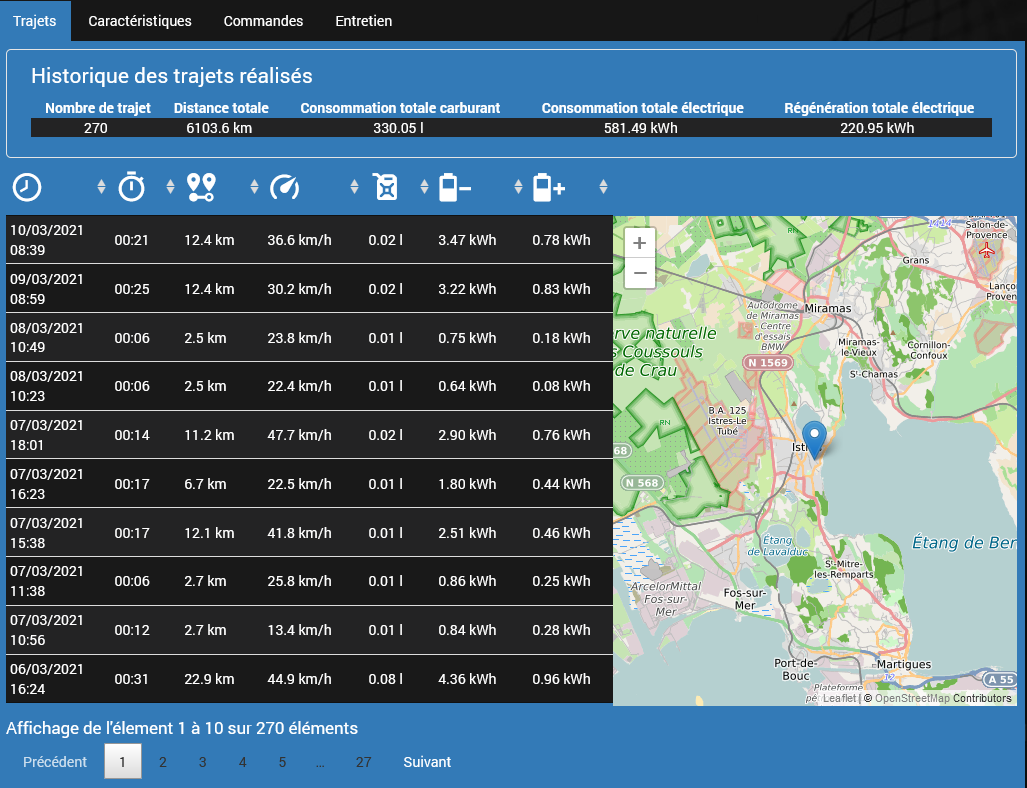 Trajets Caractéristiques Commandes Entretien
Historique des trajets réalisés
Nombre de trajet Distance totale Consommation totale carburant Consommation totale électrique Régénération totale électrique
270 6103.6 km 330.05 l 581.49 kWh 220.95 kWh
10/03/2021
08:39 00:21 12.4 km 36.6 km/h 0.02 l 3.47 kWh 0.78 kWh
09/03/2021
08:59 00:25 12.4 km 30.2 km/h 0.02 l 3.22 kWh 0.83 kWh
08/03/2021
10:49 00:06 2.5 km 23.8 km/h 0.01 l 0.75 kWh 0.18 kWh
08/03/2021
10:23 00:06 2.5 km 22.4 km/h 0.01 l 0.64 kWh 0.08 kWh
07/03/2021
18:01 00:14 11.2 km 47.7 km/h 0.02 l 2.90 kWh 0.76 kWh
07/03/2021
16:23 00:17 6.7 km 22.5 km/h 0.01 l 1.80 kWh 0.44 kWh
07/03/2021
15:38 00:17 12.1 km 41.8 km/h 0.01 l 2.51 kWh 0.46 kWh
07/03/2021
11:38 00:06 2.7 km 25.8 km/h 0.01 l 0.86 kWh 0.25 kWh
07/03/2021
10:56 00:12 2.7 km 13.4 km/h 0.01 l 0.84 kWh 0.28 kWh
06/03/2021
16:24 00:31 22.9 km 44.9 km/h 0.08 l 4.36 kWh 0.96 kWh
+
−
RN
1414
Salon-de-
Provence
Grans
Lanço
Proven
Autodrome
de Miramas
- Centre
d'essais
BMW
Miramas
rve naturelle
s Coussouls
de Crau
Miramas-
le-Vieux
Cornillon-
Confoux
N 1569
St-Chamas
B.A. 125
Istres-Le
Tubé
RN
Istr
68
N 568
Étang
de Lavalduc
Étang de Ber
St-Mitre-
les-Remparts
ArcelorMittal
Fos-sur-
Mer
Fos-sur-
Mer
Port-de-
Bouc
Martigues
12
A 55
Plateforme
pé
Leaflet | © OpenStreetMap Contributors
Affichage de l'élement 1 à 10 sur 270 éléments
Précédent 1 2 3 4 5 … 27 Suivant